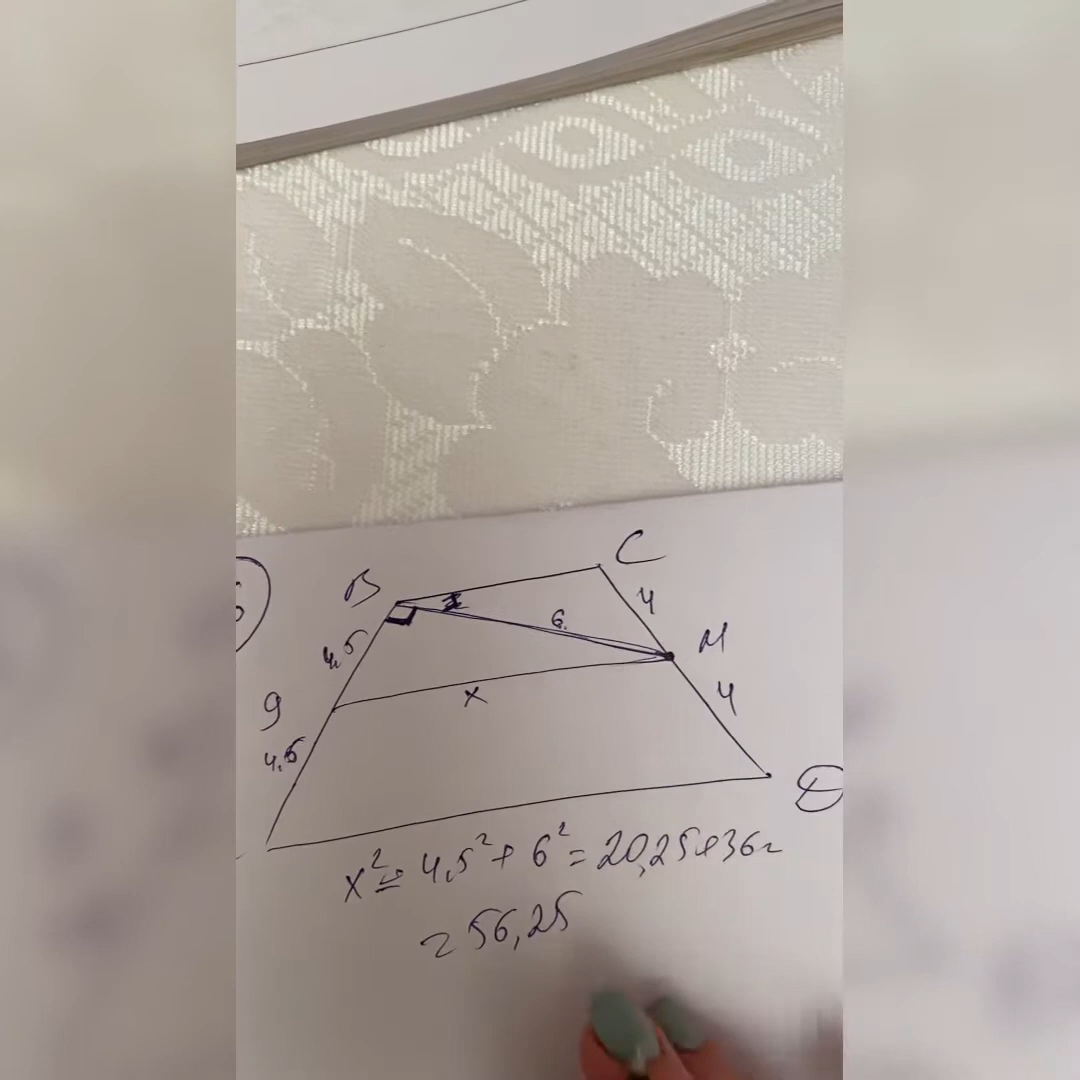 C
B
4
6.
M
4,5
x
4
9
4,5
D
x² = 4,5² + 6² = 20,25 + 36 =
= 56,25